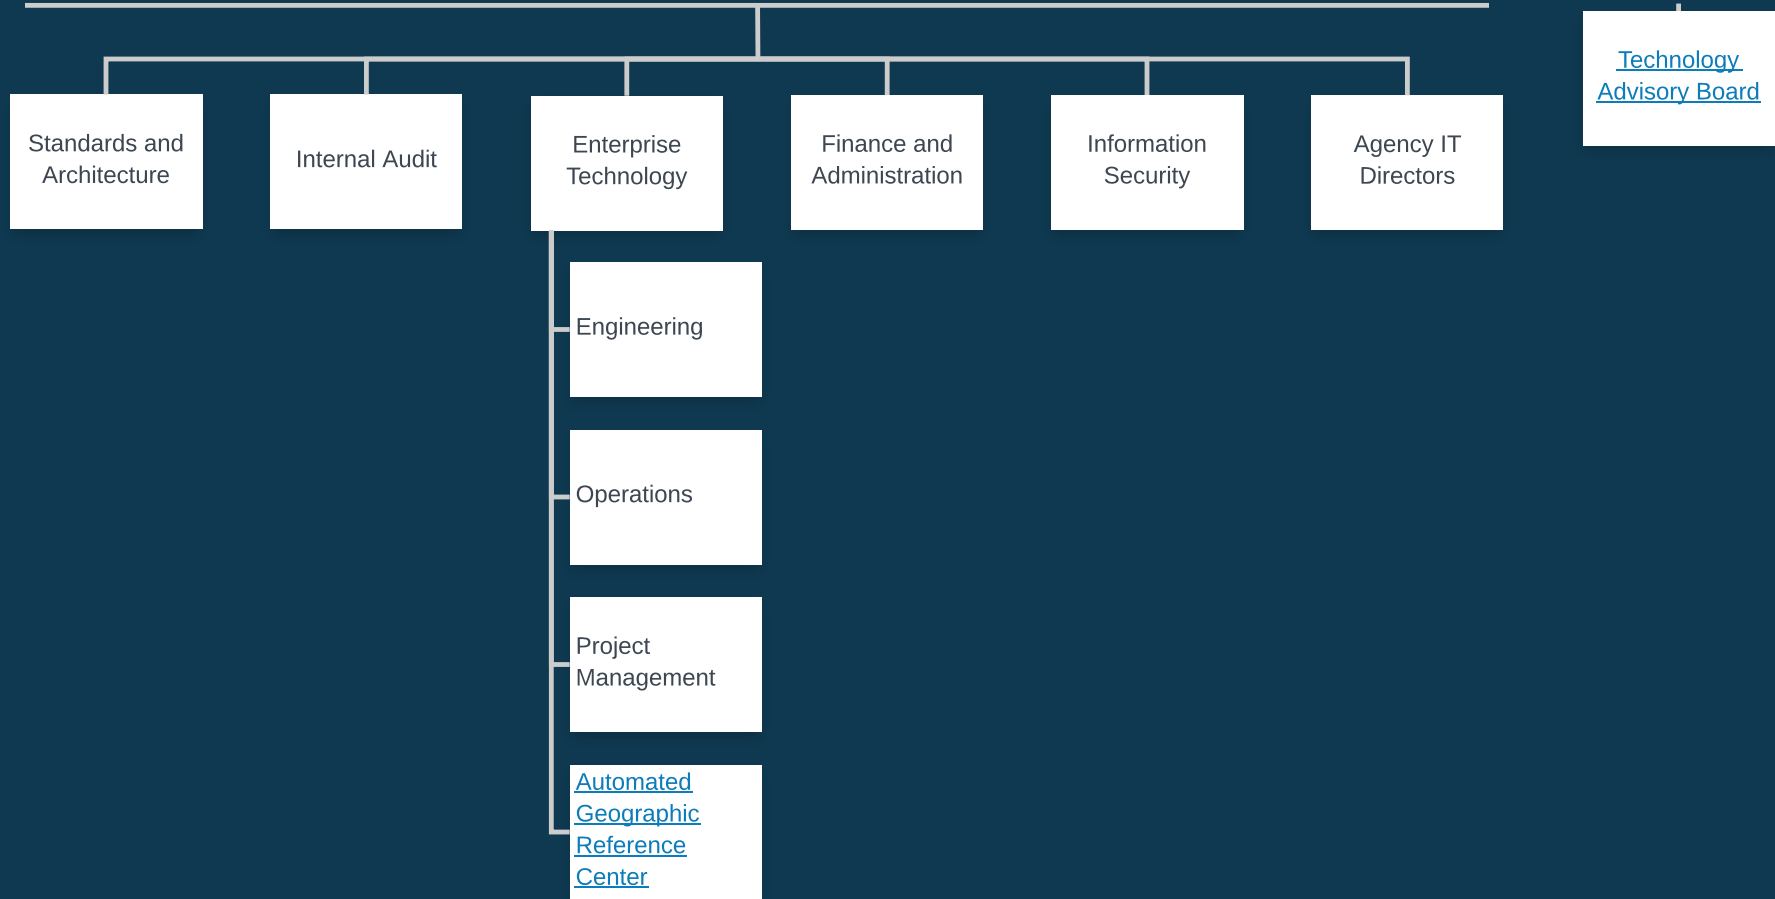 Technology
Advisory Board
Standards and
Architecture
Internal Audit
Enterprise
Technology
Finance and
Administration
Information
Security
Agency IT
Directors
Engineering
Operations
Project
Management
Automated
Geographic
Reference
Center